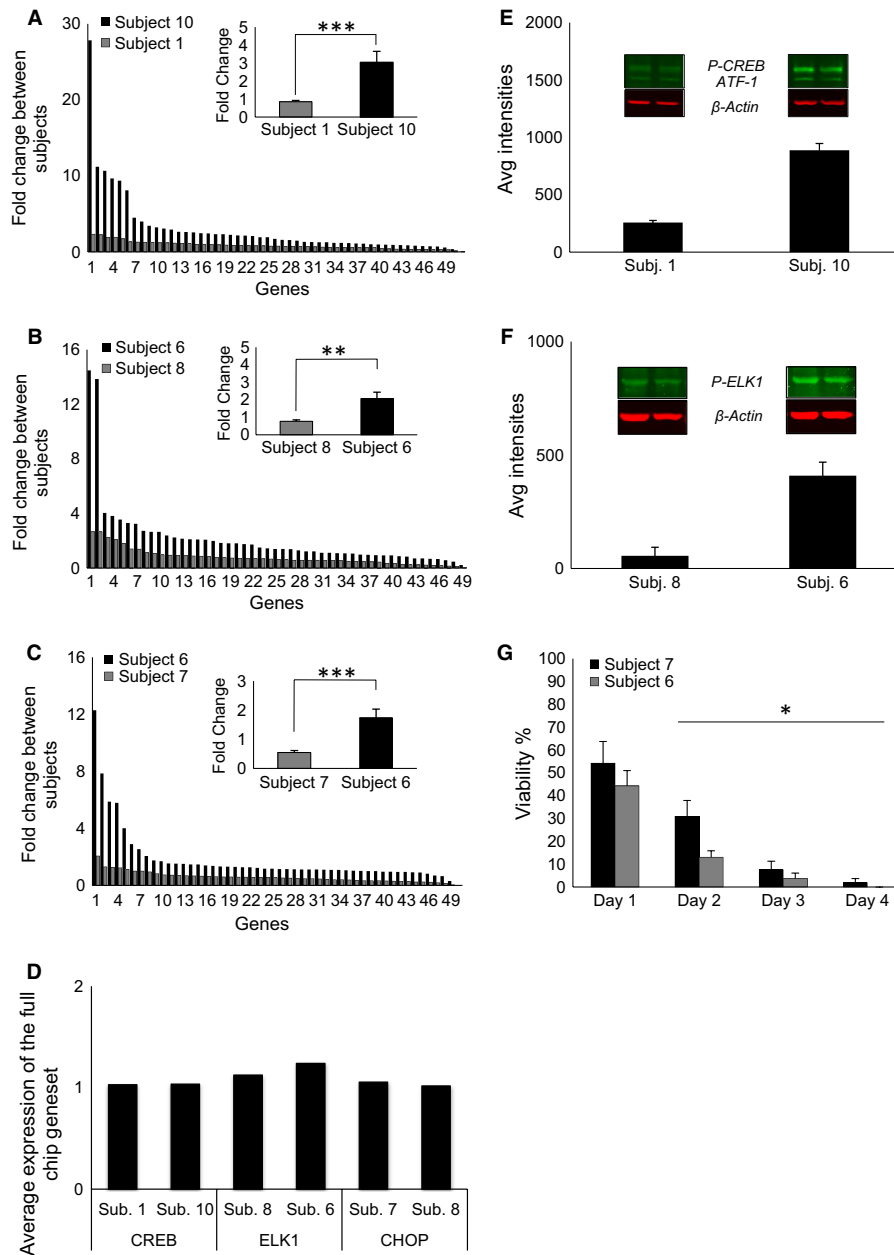 A
Subject 10
Subject 1
Fold change between
subjects
30
20
10
0
1 4 7 10 13 16 19 22 25 28 31 34 37 40 43 46 49
Genes
Fold Change
5
4
3
2
1
0
***
Subject 1 Subject 10
B
Subject 6
Subject 8
Fold change between
subjects
16
12
8
4
0
1 4 7 10 13 16 19 22 25 28 31 34 37 40 43 46 49
Genes
Fold Change
5
4
3
2
1
0
**
Subject 8 Subject 6
C
Subject 6
Subject 7
Fold change between
subjects
16
12
8
4
0
1 4 7 10 13 16 19 22 25 28 31 34 37 40 43 46 49
Genes
Fold Change
3
2
1
0
***
Subject 7 Subject 6
D
Average expression of the full
chip geneset
2
1
0
Sub. 1 Sub. 10 Sub. 8 Sub. 6 Sub. 7 Sub. 8
CREB ELK1 CHOP
E
Avg intensities
2000
1500
1000
500
0
P-CREB
ATF-1
β-Actin
Subj. 1 Subj. 10
F
Avg intensites
1000
500
0
P-ELK1
β-Actin
Subj. 8 Subj. 6
G
Subject 7
Subject 6
Viability %
100
90
80
70
60
50
40
30
20
10
0
*
Day 1 Day 2 Day 3 Day 4